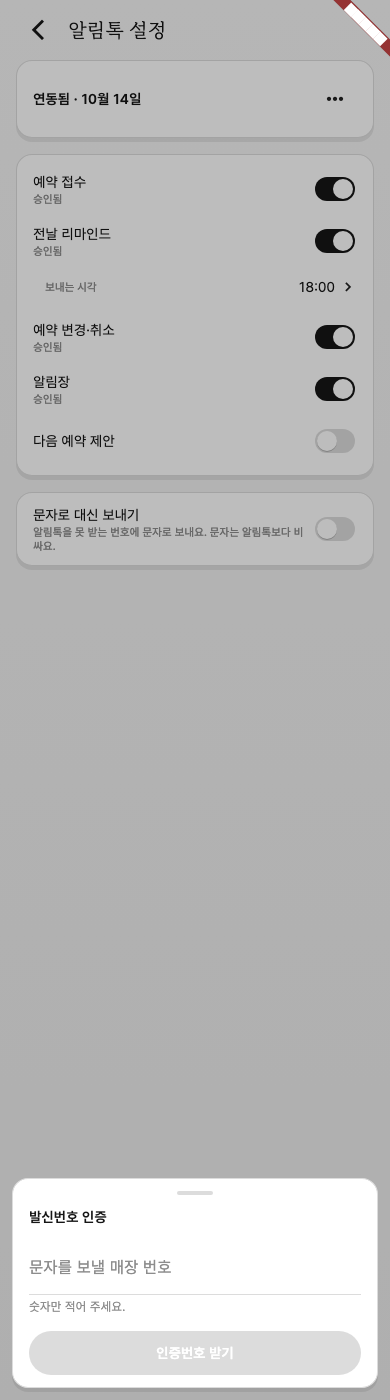 알림톡 설정
연동됨 · 10월 14일
예약 접수
승인됨
전날 리마인드
승인됨
보내는 시각
18:00
예약 변경·취소
승인됨
알림장
승인됨
다음 예약 제안
문자로 대신 보내기
알림톡을 못 받는 번호에 문자로 보내요. 문자는 알림톡보다 비
싸요.
발신번호 인증
문자를 보낼 매장 번호
숫자만 적어 주세요.
인증번호 받기